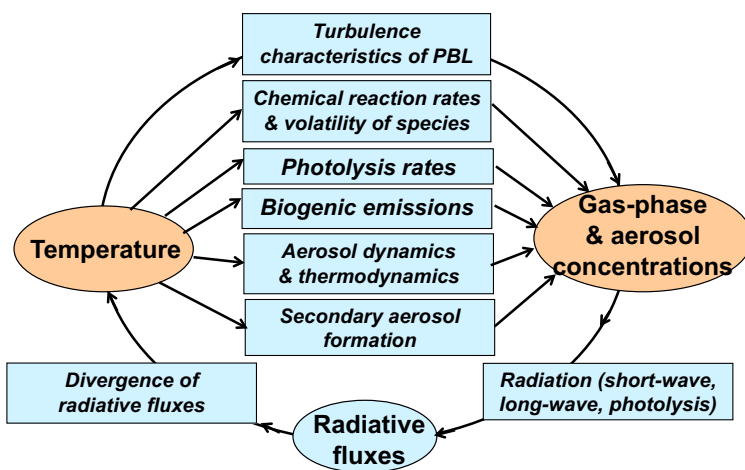 Turbulence
characteristics of PBL
Chemical reaction rates
& volatility of species
Photolysis rates
Biogenic emissions
Temperature
Gas-phase
& aerosol
concentrations
Aerosol dynamics
& thermodynamics
Secondary aerosol
formation
Divergence of
radiative fluxes
Radiation (short-wave,
long-wave, photolysis)
Radiative
fluxes